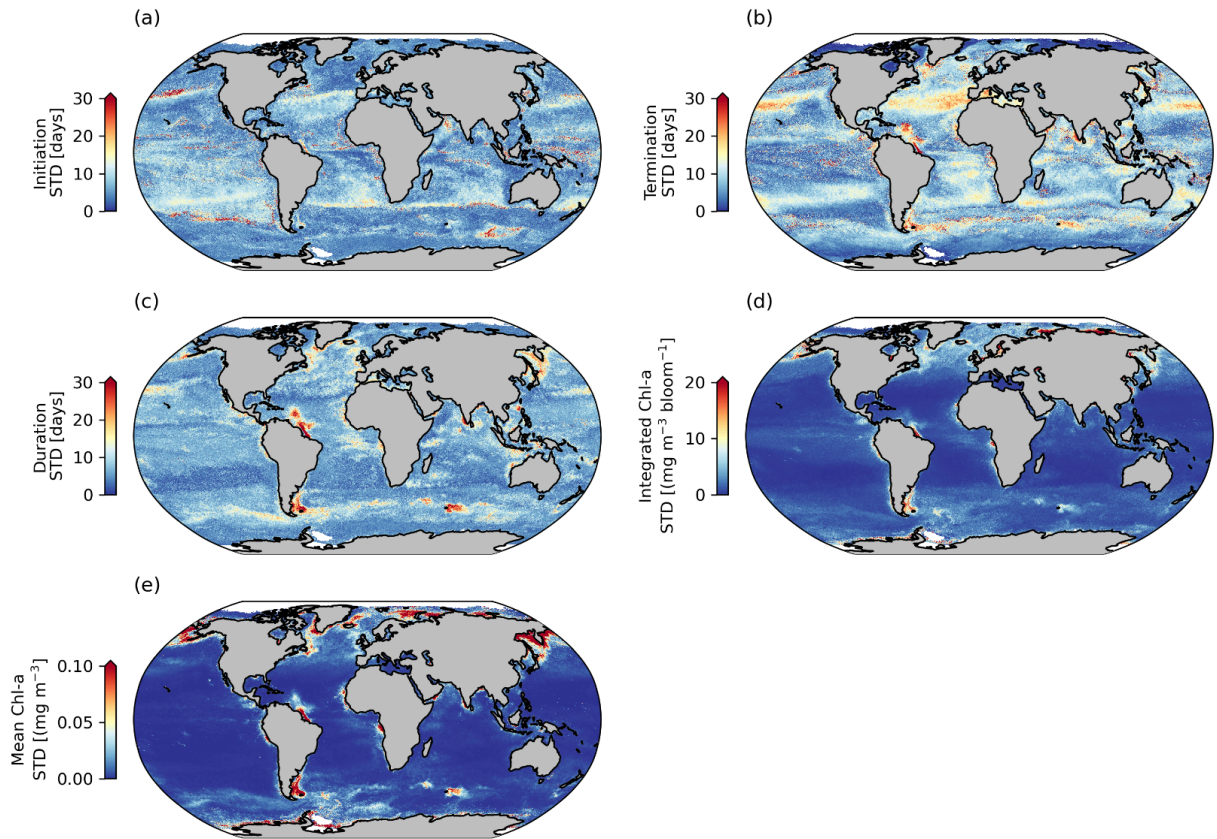 (a)
30
20
10
0
Initiation
STD [days]
(b)
30
20
10
0
Termination
STD [days]
(c)
30
20
10
0
Duration
STD [days]
(d)
20
10
0
Integrated Chl-a
STD [(mg m⁻³ bloom⁻¹]
(e)
0.10
0.05
0.00
Mean Chl-a
STD [(mg m⁻³]